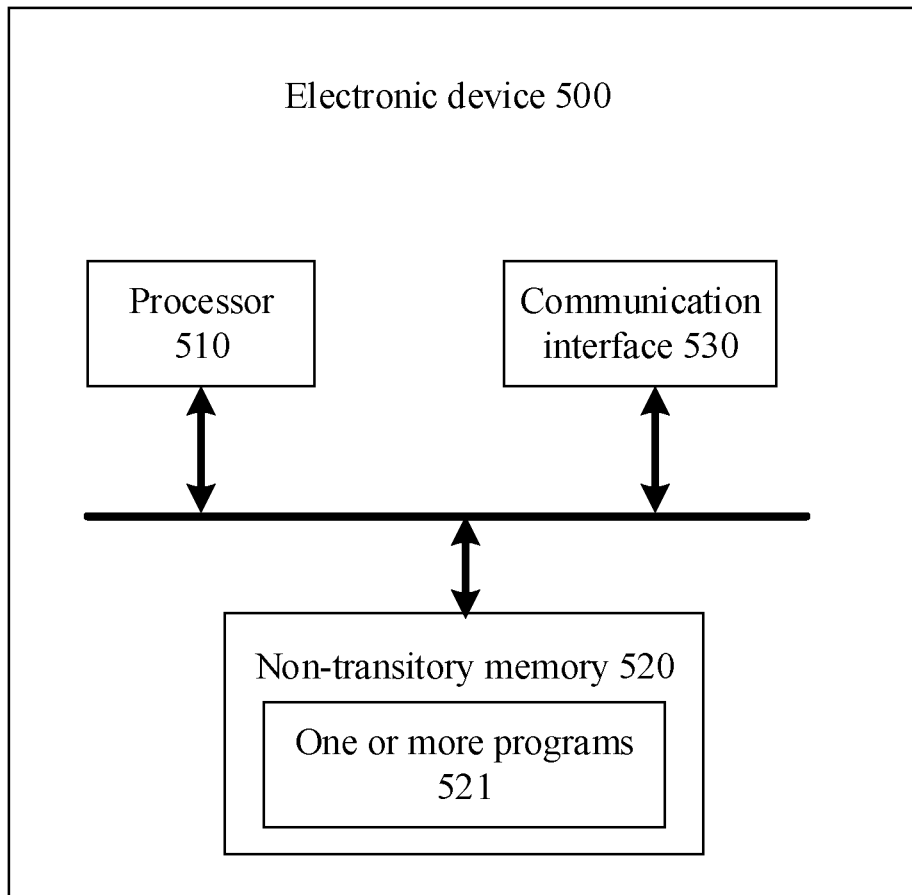 Electronic device 500
Processor
510
Communication
interface 530
Non-transitory memory 520
One or more programs
521